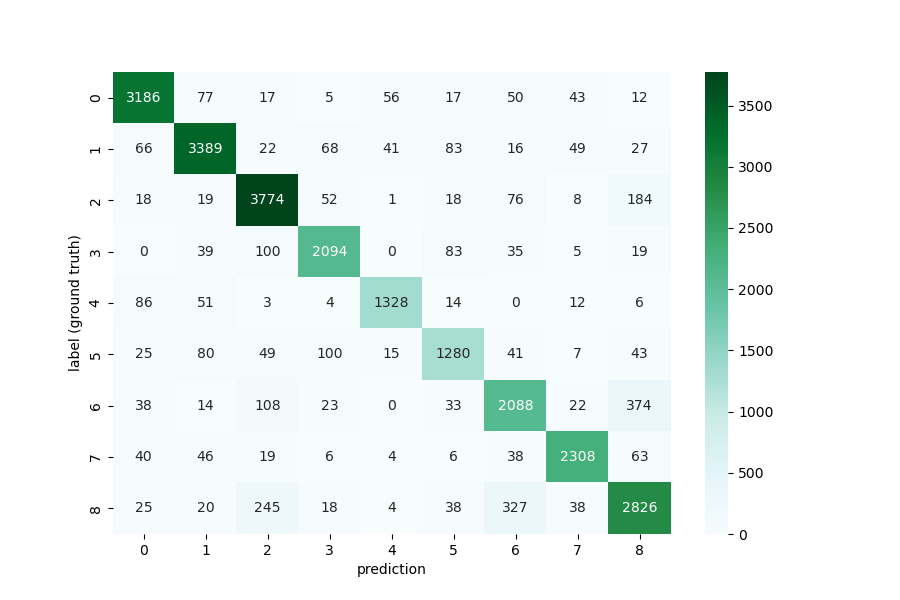 0 3186 77 17 5 56 17 50 43 12
1 66 3389 22 68 41 83 16 49 27
2 18 19 3774 52 1 18 76 8 184
3 0 39 100 2094 0 83 35 5 19
4 86 51 3 4 1328 14 0 12 6
5 25 80 49 100 15 1280 41 7 43
6 38 14 108 23 0 33 2088 22 374
7 40 46 19 6 4 6 38 2308 63
8 25 20 245 18 4 38 327 38 2826
0 1 2 3 4 5 6 7 8
prediction
label (ground truth)
3500
3000
2500
2000
1500
1000
500
0